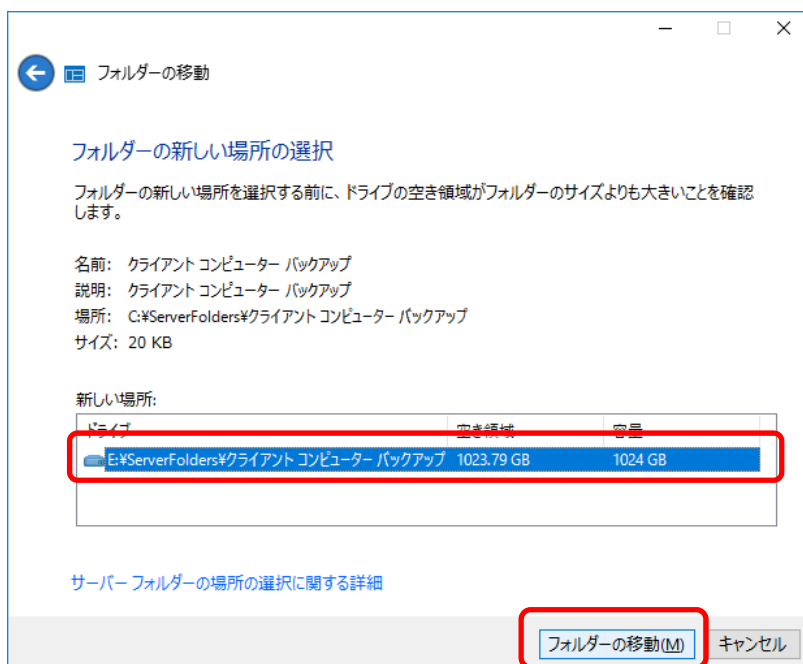 フォルダーの移動
フォルダーの新しい場所の選択
フォルダーの新しい場所を選択する前に、ドライブの空き領域がフォルダーのサイズよりも大きいことを確認
します。
名前: クライアント コンピューター バックアップ
説明: クライアント コンピューター バックアップ
場所: C:¥ServerFolders¥クライアント コンピューター バックアップ
サイズ: 20 KB
新しい場所:
ドライブ 空き領域 容量
E:¥ServerFolders¥クライアント コンピューター バックアップ 1023.79 GB 1024 GB
サーバー フォルダーの場所の選択に関する詳細
フォルダーの移動(M) キャンセル